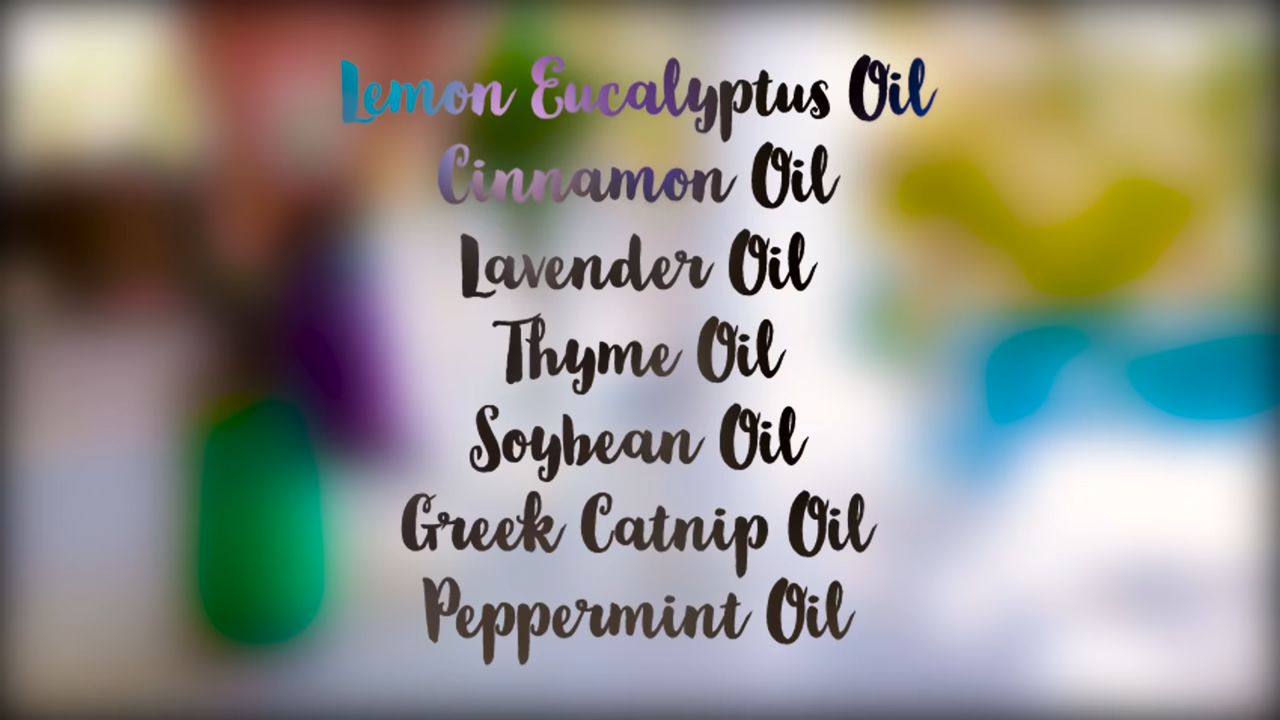 Lemon Eucalyptus Oil
Cinnamon Oil
Lavender Oil
Thyme Oil
Soybean Oil
Greek Catnip Oil
Peppermint Oil